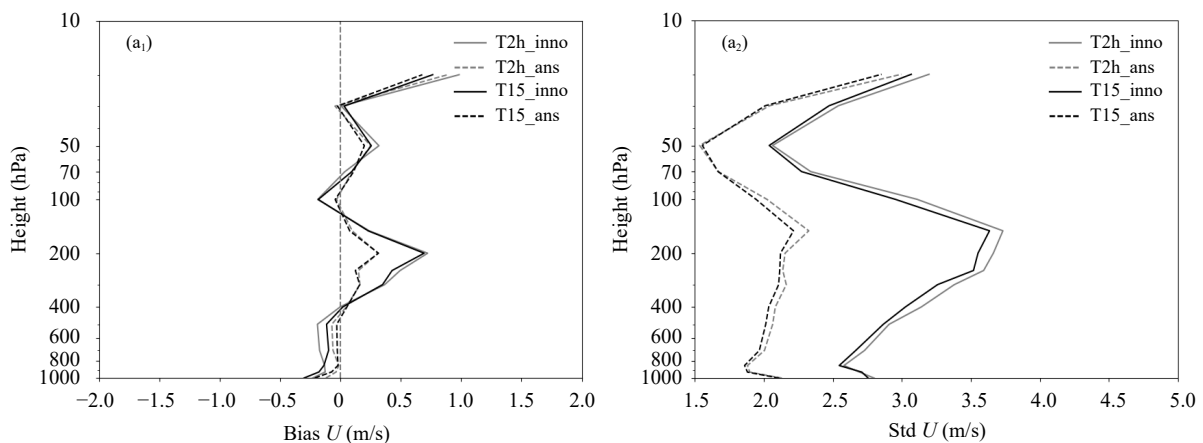 (a₁)
T2h_inno
T2h_ans
T15_inno
T15_ans
10
50
70
100
200
400
600
800
1000
Height (hPa)
−2.0 −1.5 −1.0 −0.5 0 0.5 1.0 1.5 2.0
Bias U (m/s)
(a₂)
T2h_inno
T2h_ans
T15_inno
T15_ans
10
50
70
100
200
400
600
800
1000
Height (hPa)
1.5 2.0 2.5 3.0 3.5 4.0 4.5 5.0
Std U (m/s)